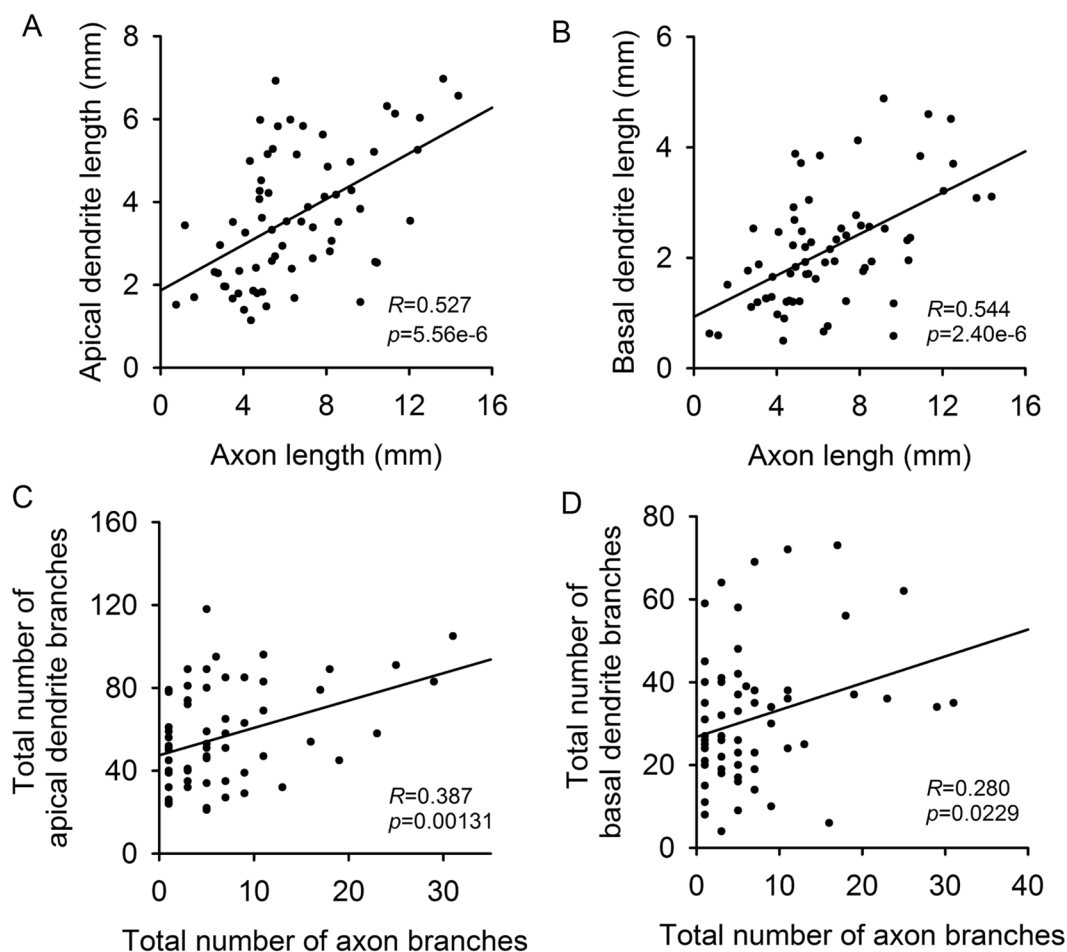 A
Apical dendrite length (mm)
8
6
4
2
0
0 4 8 12 16
Axon length (mm)
R=0.527
p=5.56e-6
B
Basal dendrite lengh (mm)
6
4
2
0
0 4 8 12 16
Axon lengh (mm)
R=0.544
p=2.40e-6
C
Total number of
apical dendrite branches
160
120
80
40
0
0 10 20 30
Total number of axon branches
R=0.387
p=0.00131
D
Total number of
basal dendrite branches
80
60
40
20
0
0 10 20 30 40
Total number of axon branches
R=0.280
p=0.0229